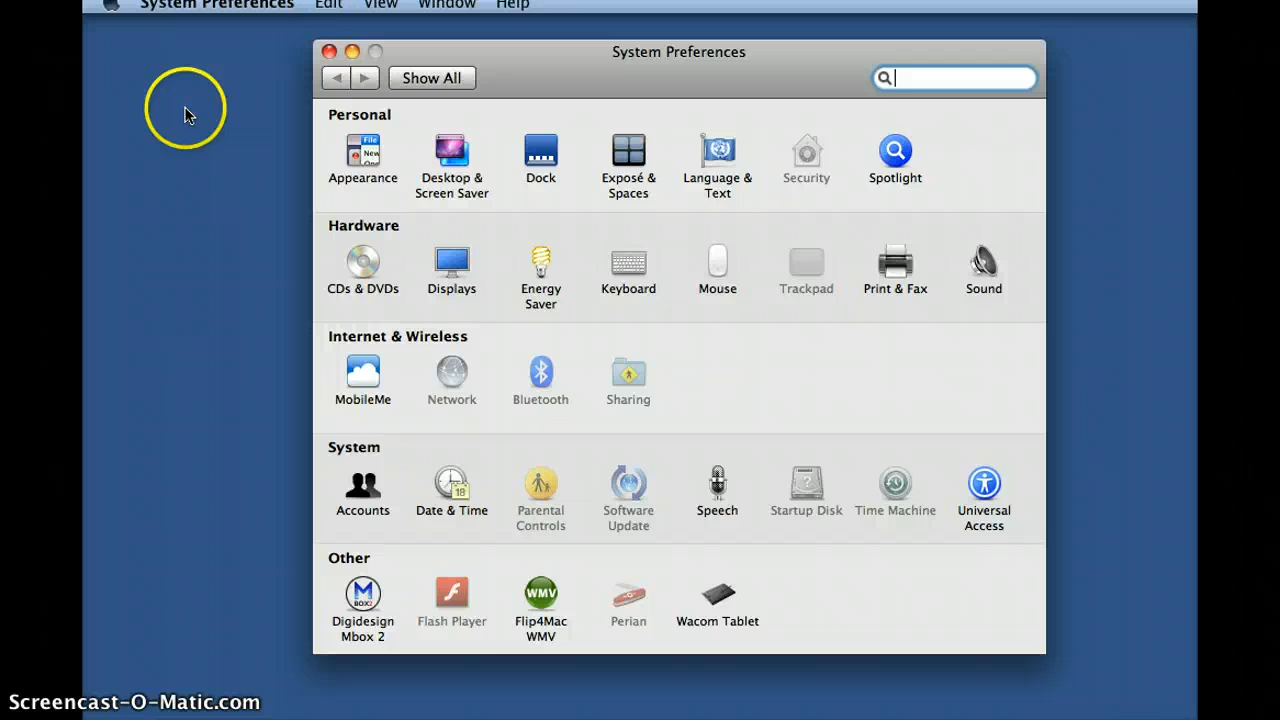 System Preferences Edit View Window Help
System Preferences
Show All
Personal
Appearance
Desktop &
Screen Saver
Dock
Exposé &
Spaces
Language &
Text
Security
Spotlight
Hardware
CDs & DVDs
Displays
Energy
Saver
Keyboard
Mouse
Trackpad
Print & Fax
Sound
Internet & Wireless
MobileMe
Network
Bluetooth
Sharing
System
Accounts
Date & Time
18
Parental
Controls
Software
Update
Speech
Startup Disk
Time Machine
Universal
Access
Other
Digidesign
Mbox 2
Flash Player
WMV
Flip4Mac
WMV
Perian
Wacom Tablet
Screencast-O-Matic.com